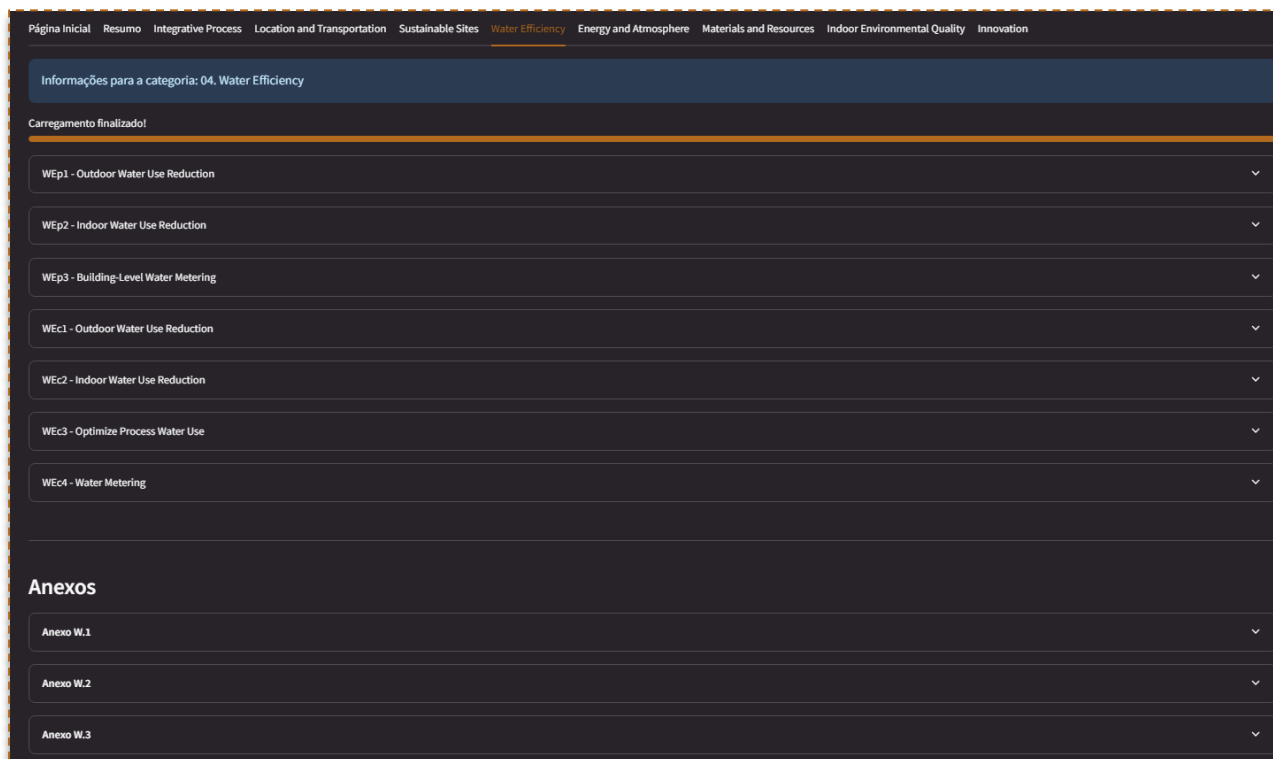 Página Inicial Resumo Integrative Process Location and Transportation Sustainable Sites Water Efficiency Energy and Atmosphere Materials and Resources Indoor Environmental Quality Innovation
Informações para a categoria: 04. Water Efficiency
Carregamento finalizado!
WEp1 - Outdoor Water Use Reduction
WEp2 - Indoor Water Use Reduction
WEp3 - Building-Level Water Metering
WEc1 - Outdoor Water Use Reduction
WEc2 - Indoor Water Use Reduction
WEc3 - Optimize Process Water Use
WEc4 - Water Metering
Anexos
Anexo W.1
Anexo W.2
Anexo W.3